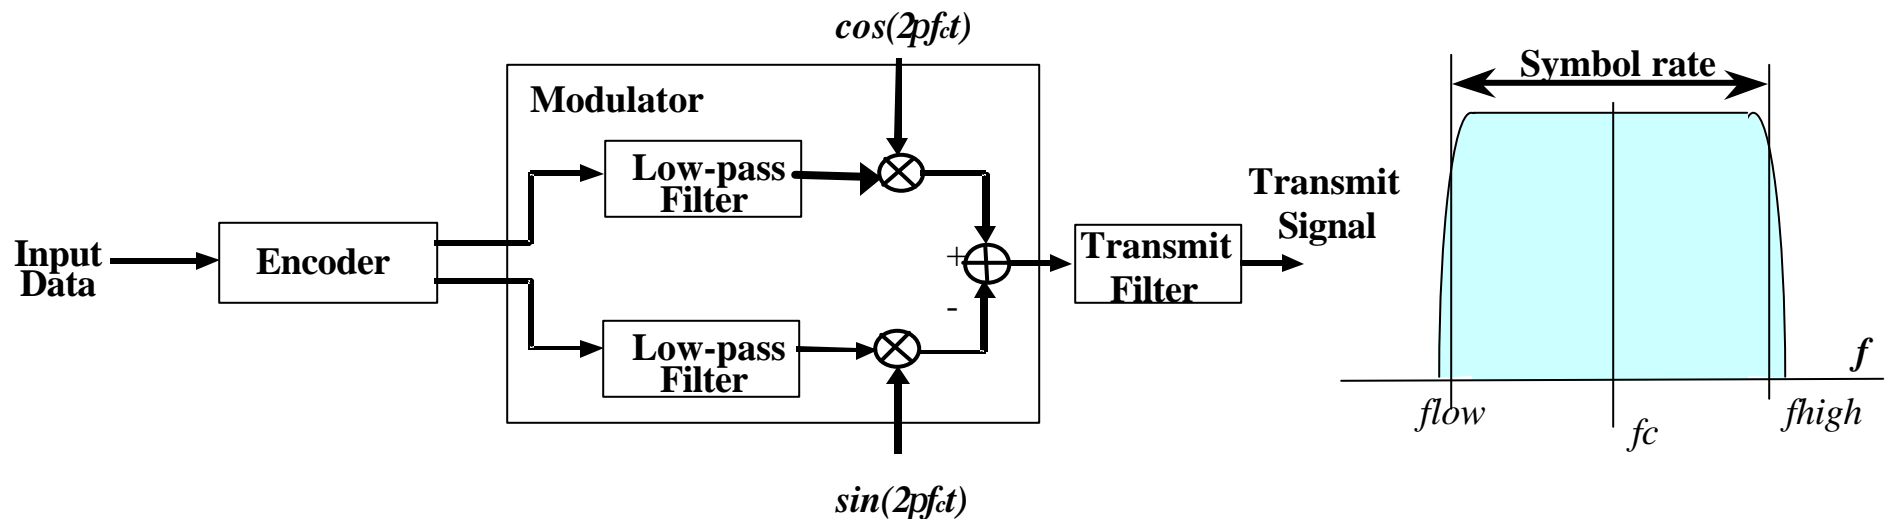 cos(2pfct)
Modulator
Low-pass
Filter
Input
Data
Encoder
+
-
Low-pass
Filter
sin(2pfct)
Transmit
Filter
Transmit
Signal
Symbol rate
f
flow
fc
fhigh